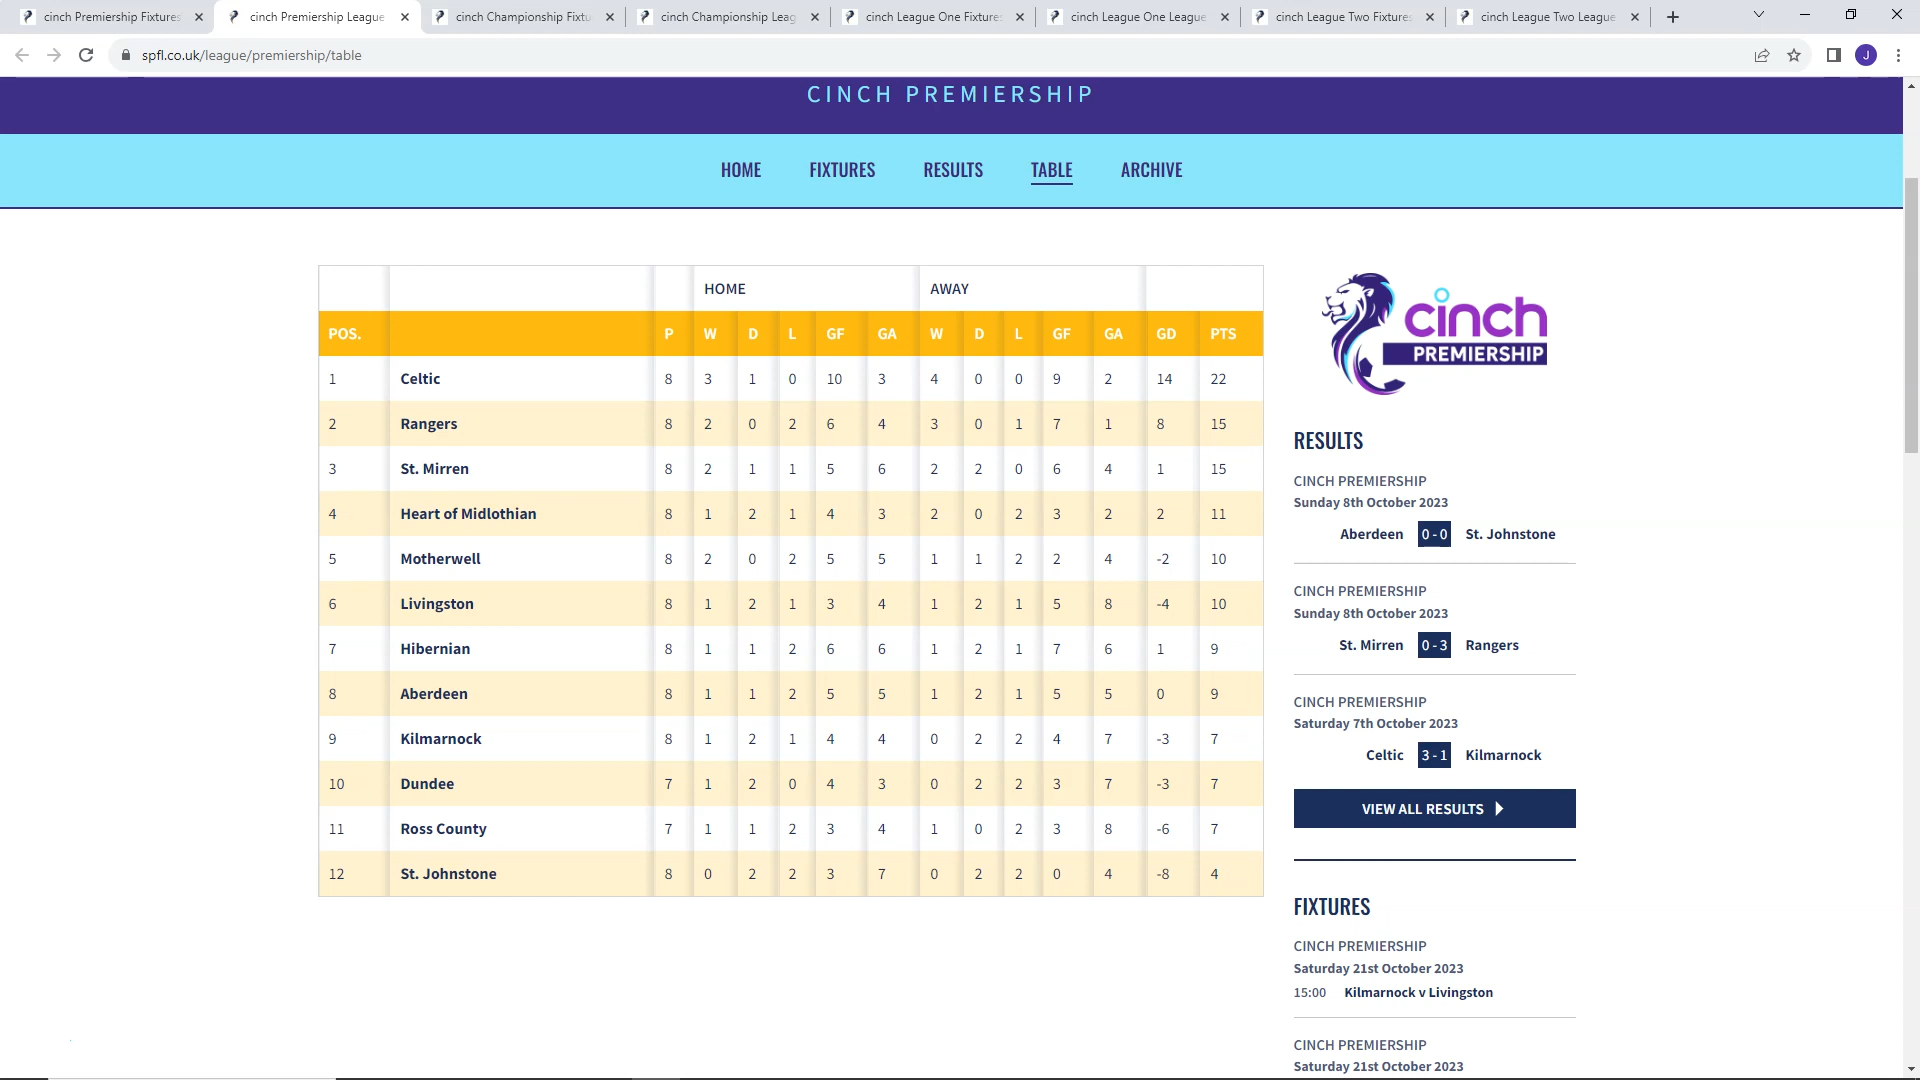 cinch Premiership Fixtures
cinch Premiership League
cinch Championship Fixtu
cinch Championship Leag
cinch League One Fixtures
cinch League One League
cinch League Two Fixtures
cinch League Two League
spfl.co.uk/league/premiership/table
J
CINCH PREMIERSHIP
HOME FIXTURES RESULTS TABLE ARCHIVE
HOME AWAY
POS. P W D L GF GA W D L GF GA GD PTS
1 Celtic 8 3 1 0 10 3 4 0 0 9 2 14 22
2 Rangers 8 2 0 2 6 4 3 0 1 7 1 8 15
3 St. Mirren 8 2 1 1 5 6 2 2 0 6 4 1 15
4 Heart of Midlothian 8 1 2 1 4 3 2 0 2 3 2 2 11
5 Motherwell 8 2 0 2 5 5 1 1 2 2 4 -2 10
6 Livingston 8 1 2 1 3 4 1 2 1 5 8 -4 10
7 Hibernian 8 1 1 2 6 6 1 2 1 7 6 1 9
8 Aberdeen 8 1 1 2 5 5 1 2 1 5 5 0 9
9 Kilmarnock 8 1 2 1 4 4 0 2 2 4 7 -3 7
10 Dundee 7 1 2 0 4 3 0 2 2 3 7 -3 7
11 Ross County 7 1 1 2 3 4 1 0 2 3 8 -6 7
12 St. Johnstone 8 0 2 2 3 7 0 2 2 0 4 -8 4
cinch
PREMIERSHIP
RESULTS
CINCH PREMIERSHIP
Sunday 8th October 2023
Aberdeen 0 - 0 St. Johnstone
CINCH PREMIERSHIP
Sunday 8th October 2023
St. Mirren 0 - 3 Rangers
CINCH PREMIERSHIP
Saturday 7th October 2023
Celtic 3 - 1 Kilmarnock
VIEW ALL RESULTS
FIXTURES
CINCH PREMIERSHIP
Saturday 21st October 2023
15:00 Kilmarnock v Livingston
CINCH PREMIERSHIP
Saturday 21st October 2023